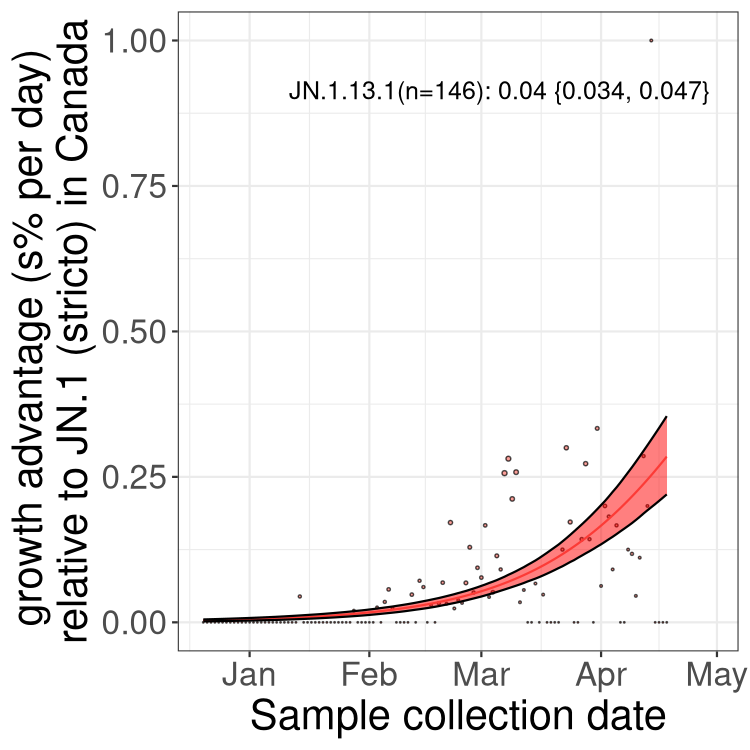 growth advantage (s% per day)
relative to JN.1 (stricto) in Canada
1.00
JN.1.13.1(n=146): 0.04 {0.034, 0.047}
0.75
0.50
0.25
0.00
Jan Feb Mar Apr May
Sample collection date